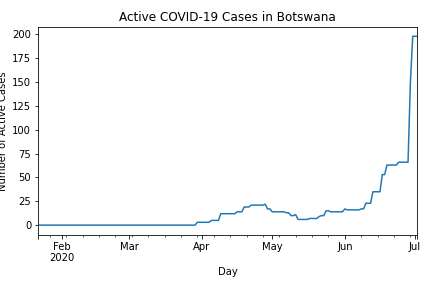 Active COVID-19 Cases in Botswana
200
175
150
125
100
75
50
25
0
Number of Active Cases
Feb
2020
Mar
Apr
May
Jun
Jul
Day